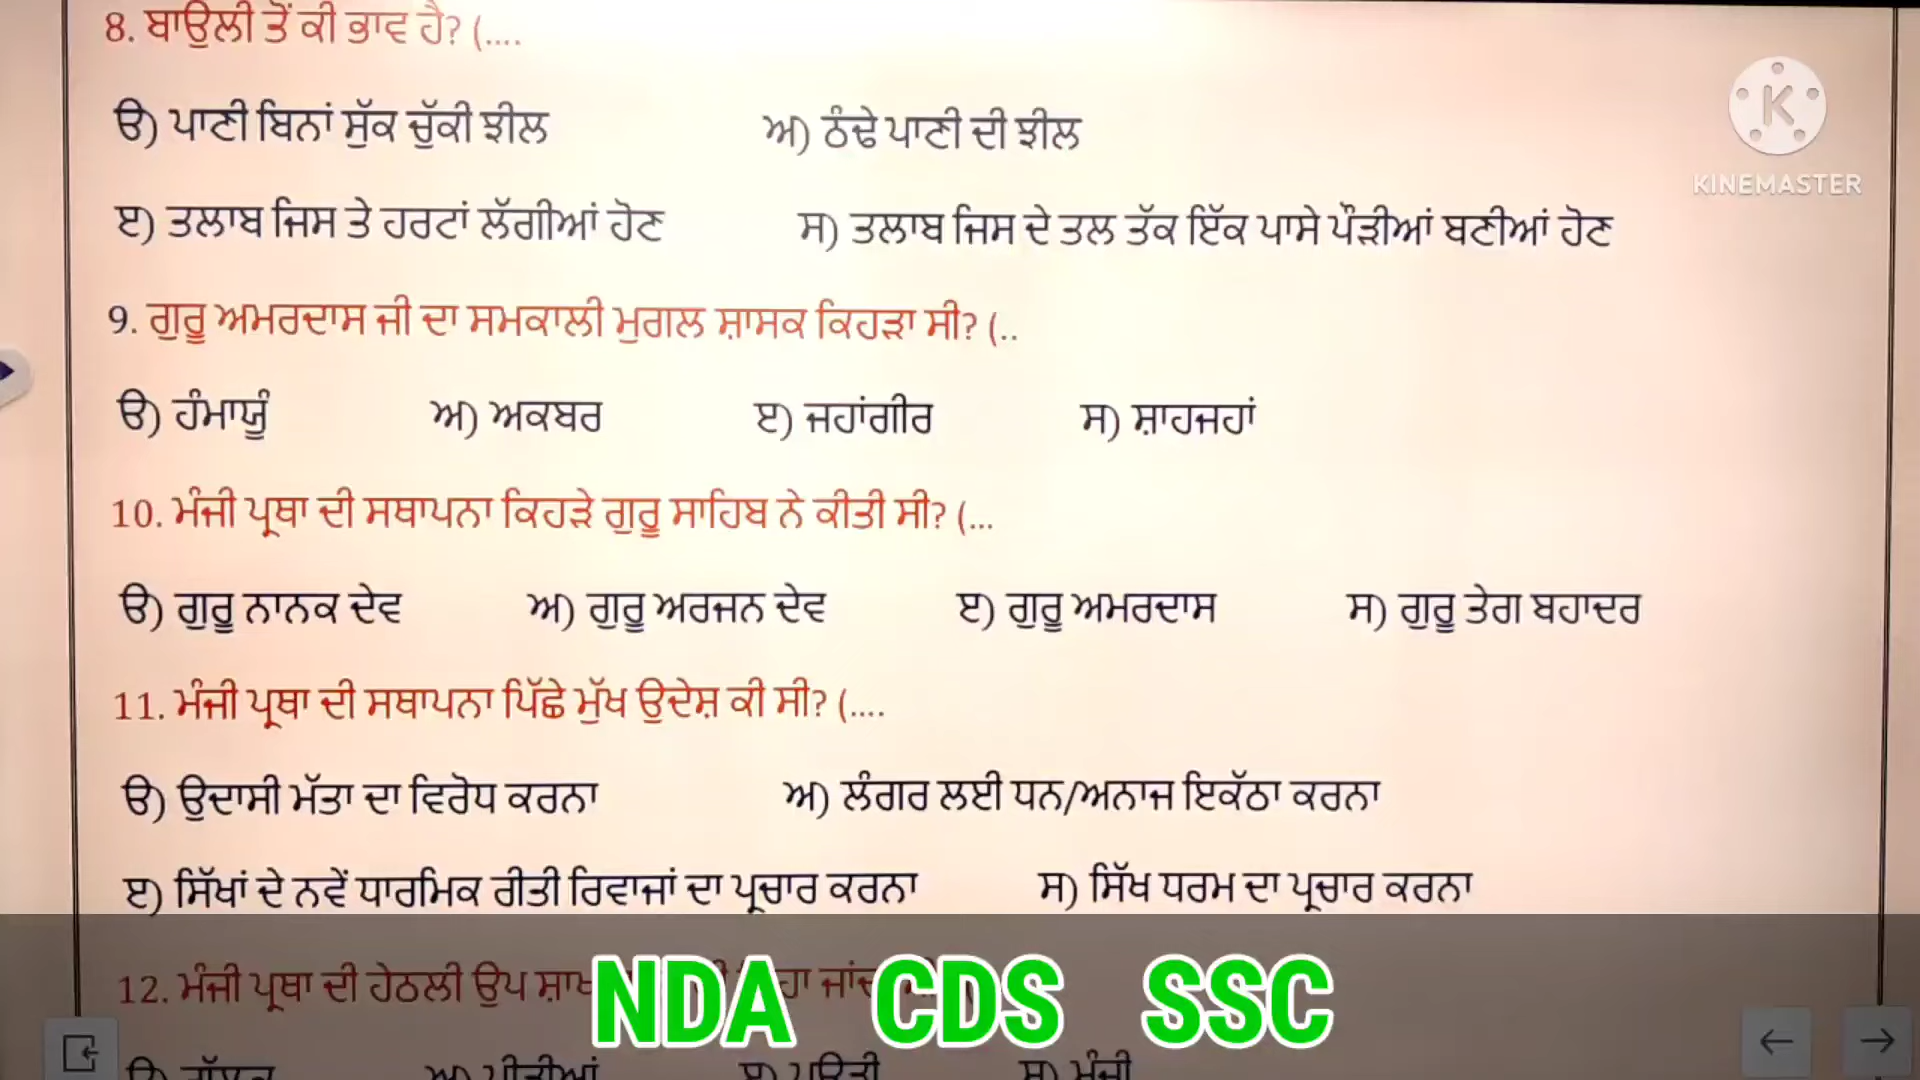 8. ਬਾਉਲੀ ਤੋਂ ਕੀ ਭਾਵ ਹੈ? (....
ੳ) ਪਾਣੀ ਬਿਨਾਂ ਸੁੱਕ ਚੁੱਕੀ ਝੀਲ ਅ) ਠੰਢੇ ਪਾਣੀ ਦੀ ਝੀਲ
KINEMASTER
ੲ) ਤਲਾਬ ਜਿਸ ਤੇ ਹਰਟਾਂ ਲੱਗੀਆਂ ਹੋਣ ਸ) ਤਲਾਬ ਜਿਸ ਦੇ ਤਲ ਤੱਕ ਇੱਕ ਪਾਸੇ ਪੌੜੀਆਂ ਬਣੀਆਂ ਹੋਣ
9. ਗੁਰੂ ਅਮਰਦਾਸ ਜੀ ਦਾ ਸਮਕਾਲੀ ਮੁਗਲ ਸ਼ਾਸਕ ਕਿਹੜਾ ਸੀ? (..
ੳ) ਹੰਮਾਯੂੰ ਅ) ਅਕਬਰ ੲ) ਜਹਾਂਗੀਰ ਸ) ਸ਼ਾਹਜਹਾਂ
10. ਮੰਜੀ ਪ੍ਰਥਾ ਦੀ ਸਥਾਪਨਾ ਕਿਹੜੇ ਗੁਰੂ ਸਾਹਿਬ ਨੇ ਕੀਤੀ ਸੀ? (...
ੳ) ਗੁਰੂ ਨਾਨਕ ਦੇਵ ਅ) ਗੁਰੂ ਅਰਜਨ ਦੇਵ ੲ) ਗੁਰੂ ਅਮਰਦਾਸ ਸ) ਗੁਰੂ ਤੇਗ ਬਹਾਦਰ
11. ਮੰਜੀ ਪ੍ਰਥਾ ਦੀ ਸਥਾਪਨਾ ਪਿੱਛੇ ਮੁੱਖ ਉਦੇਸ਼ ਕੀ ਸੀ? (....
ੳ) ਉਦਾਸੀ ਮੱਤਾ ਦਾ ਵਿਰੋਧ ਕਰਨਾ ਅ) ਲੰਗਰ ਲਈ ਧਨ/ਅਨਾਜ ਇਕੱਠਾ ਕਰਨਾ
ੲ) ਸਿੱਖਾਂ ਦੇ ਨਵੇਂ ਧਾਰਮਿਕ ਰੀਤੀ ਰਿਵਾਜਾਂ ਦਾ ਪ੍ਰਚਾਰ ਕਰਨਾ ਸ) ਸਿੱਖ ਧਰਮ ਦਾ ਪ੍ਰਚਾਰ ਕਰਨਾ
12. ਮੰਜੀ ਪ੍ਰਥਾ ਦੀ ਹੇਠਲੀ ਉਪ
NDA CDS SSC